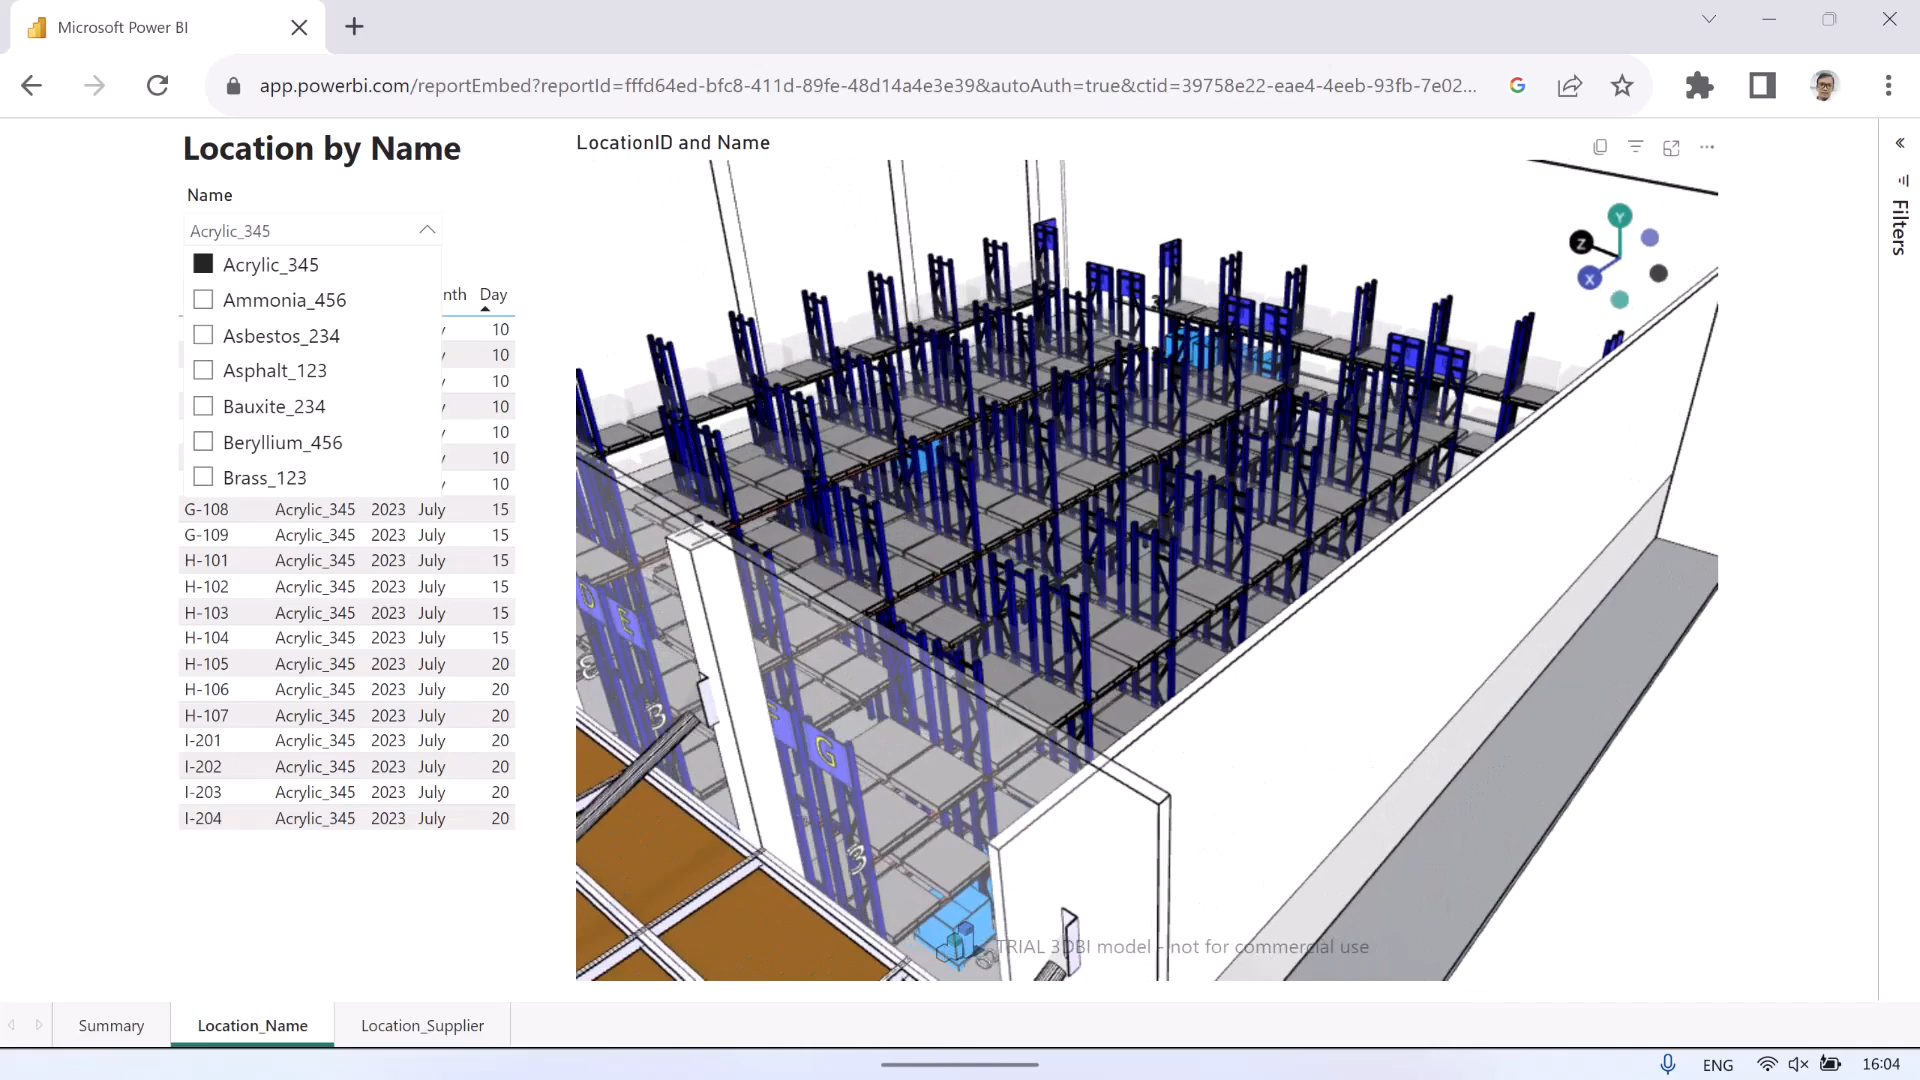 Microsoft Power BI
app.powerbi.com/reportEmbed?reportId=fffd64ed-bfc8-411d-89fe-48d14a4e3e39&autoAuth=true&ctid=39758e22-eae4-4eeb-93fb-7e02...
Location by Name
LocationID and Name
Name
Acrylic_345
Acrylic_345
Ammonia_456
Asbestos_234
Asphalt_123
Bauxite_234
Beryllium_456
Brass_123
nth Day
y 10
10
y 10
y 10
y 10
y 10
y 10
G-108 Acrylic_345 2023 July 15
G-109 Acrylic_345 2023 July 15
H-101 Acrylic_345 2023 July 15
H-102 Acrylic_345 2023 July 15
H-103 Acrylic_345 2023 July 15
H-104 Acrylic_345 2023 July 15
H-105 Acrylic_345 2023 July 20
H-106 Acrylic_345 2023 July 20
H-107 Acrylic_345 2023 July 20
I-201 Acrylic_345 2023 July 20
I-202 Acrylic_345 2023 July 20
I-203 Acrylic_345 2023 July 20
I-204 Acrylic_345 2023 July 20
Y
Z
X
D E
3
3
F G
3
TRIAL 3DBI model - not for commercial use
Filters
Summary
Location_Name
Location_Supplier
ENG
16:04